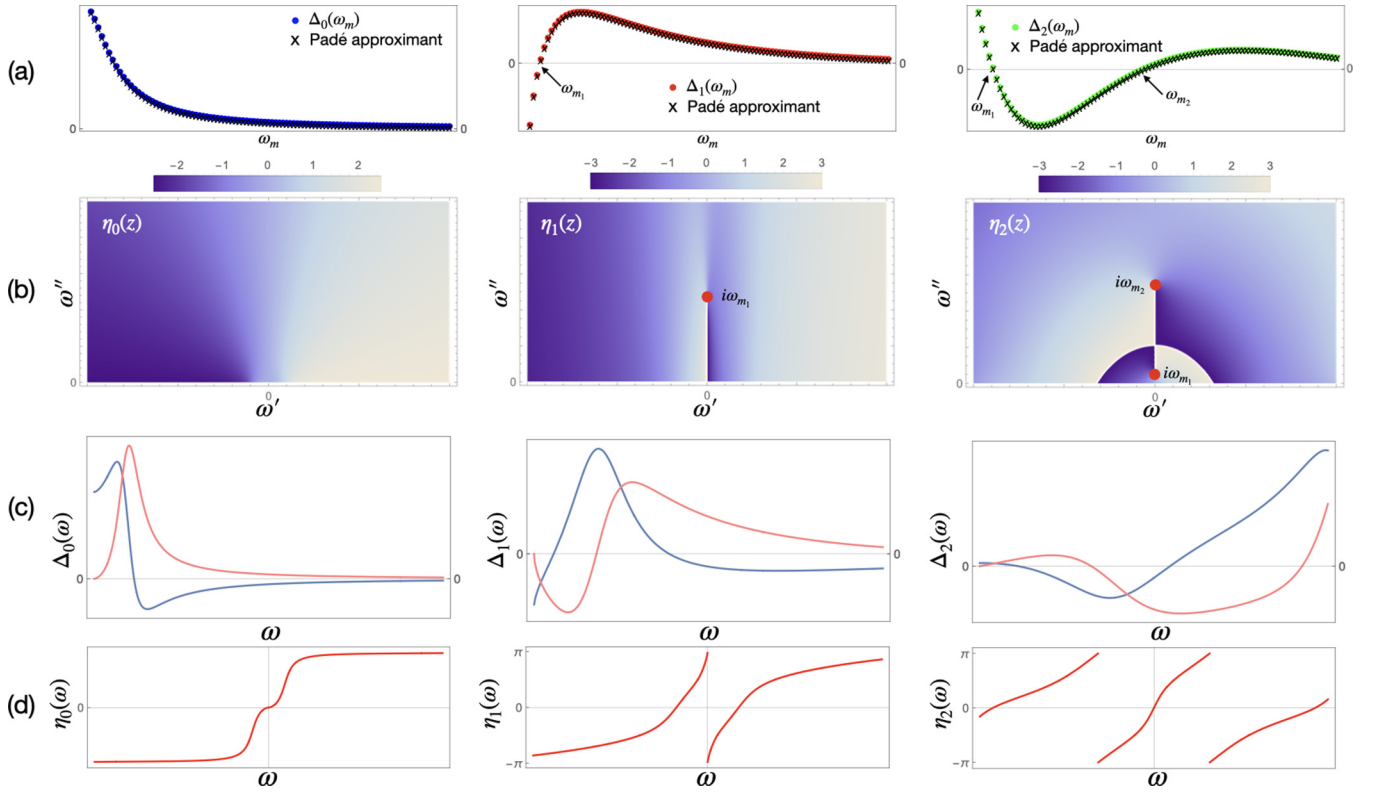 (a)
Δ₀(ωₘ)
x Padé approximant
0
0
ωₘ
Δ₁(ωₘ)
x Padé approximant
ωₘ₁
0
ωₘ
Δ₂(ωₘ)
x Padé approximant
ωₘ₁
ωₘ₂
0
ωₘ
(b)
−2 −1 0 1 2
η₀(z)
ω″
0
0
ω′
−3 −2 −1 0 1 2 3
η₁(z)
iωₘ₁
ω″
0
0
ω′
−3 −2 −1 0 1 2 3
η₂(z)
iωₘ₂
iωₘ₁
ω″
0
0
ω′
(c)
Δ₀(ω)
0
0
ω
Δ₁(ω)
0
0
ω
Δ₂(ω)
0
0
ω
(d)
η₀(ω)
0
ω
η₁(ω)
π
0
−π
ω
η₂(ω)
π
0
−π
ω